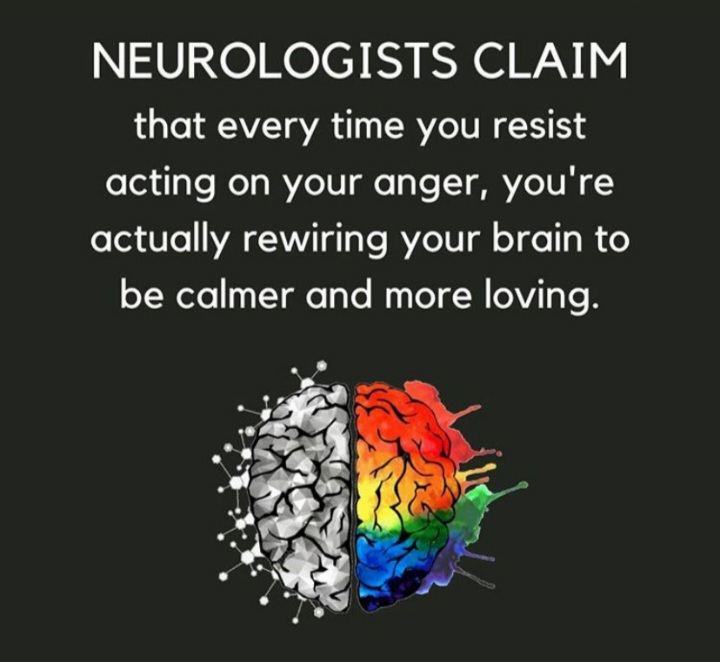 NEUROLOGISTS CLAIM
that every time you resist
acting on your anger, you're
actually rewiring your brain to
be calmer and more loving.